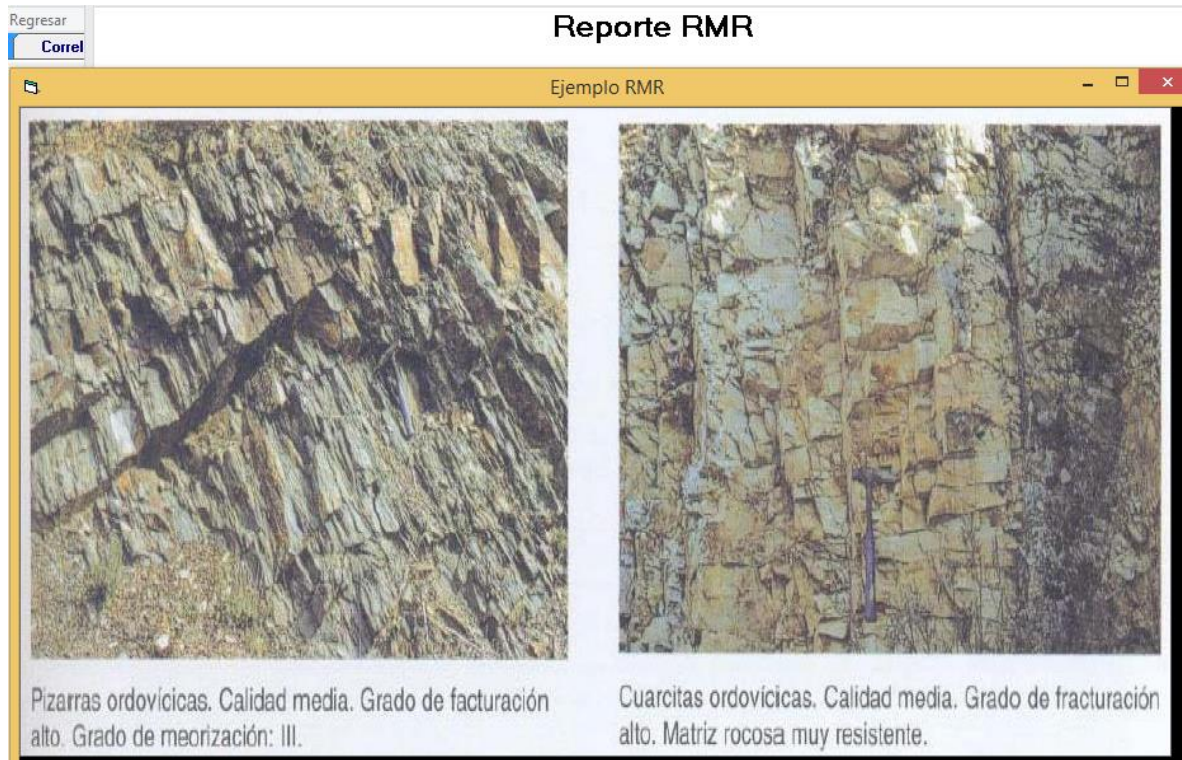 Regresar
Correl
Reporte RMR
Ejemplo RMR
Pizarras ordovícicas. Calidad media. Grado de facturación
alto. Grado de meorización: III.
Cuarcitas ordovícicas. Calidad media. Grado de fracturación
alto. Matriz rocosa muy resistente.